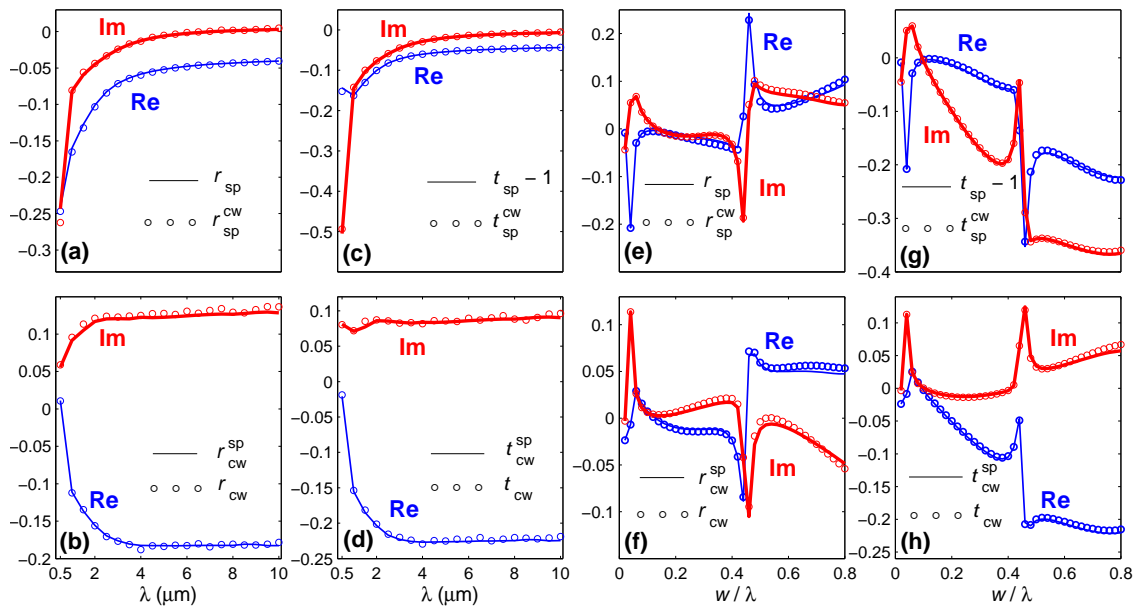 0
−0.05
−0.1
−0.15
−0.2
−0.25
−0.3
Im
Re
r_sp
r_sp^cw
(a)
0
−0.1
−0.2
−0.3
−0.4
−0.5
Im
Re
t_sp − 1
t_sp^cw
(c)
0.2
0.1
0
−0.1
−0.2
Re
Im
r_sp
r_sp^cw
(e)
0
−0.1
−0.2
−0.3
−0.4
Re
Im
t_sp − 1
t_sp^cw
(g)
0.1
0.05
0
−0.05
−0.1
−0.15
−0.2
0.5 2 4 6 8 10
λ (μm)
Im
Re
r_cw^sp
r_cw
(b)
0.1
0.05
0
−0.05
−0.1
−0.15
−0.2
−0.25
0.5 2 4 6 8 10
λ (μm)
Im
Re
t_cw^sp
t_cw
(d)
0.1
0.05
0
−0.05
−0.1
0 0.2 0.4 0.6 0.8
w / λ
Re
Im
r_cw^sp
r_cw
(f)
0.1
0.05
0
−0.05
−0.1
−0.15
−0.2
−0.25
0 0.2 0.4 0.6 0.8
w / λ
Im
Re
t_cw^sp
t_cw
(h)